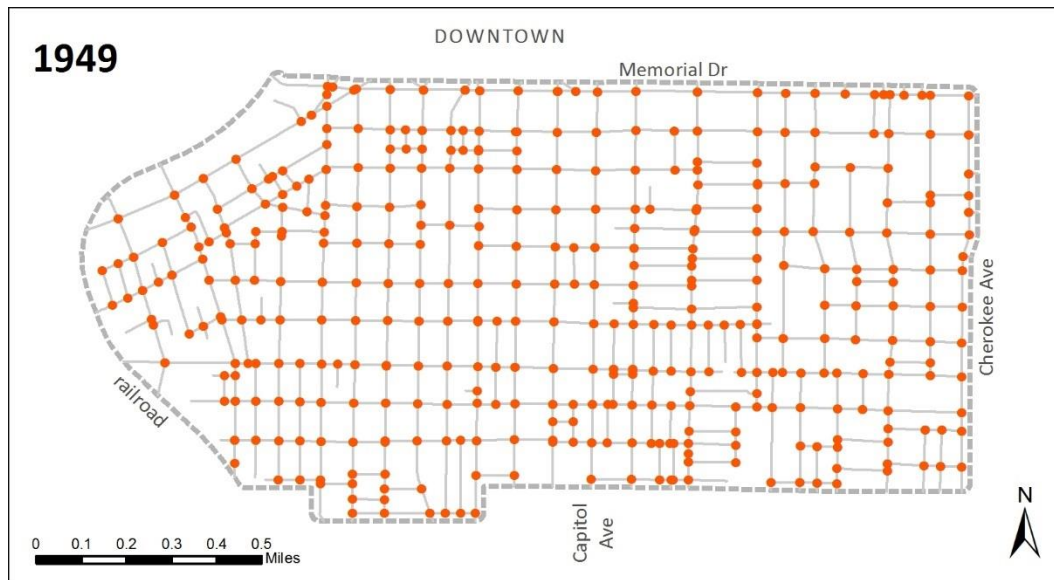 DOWNTOWN
1949
Memorial Dr
Cherokee Ave
railroad
Capitol
Ave
N
0 0.1 0.2 0.3 0.4 0.5
Miles